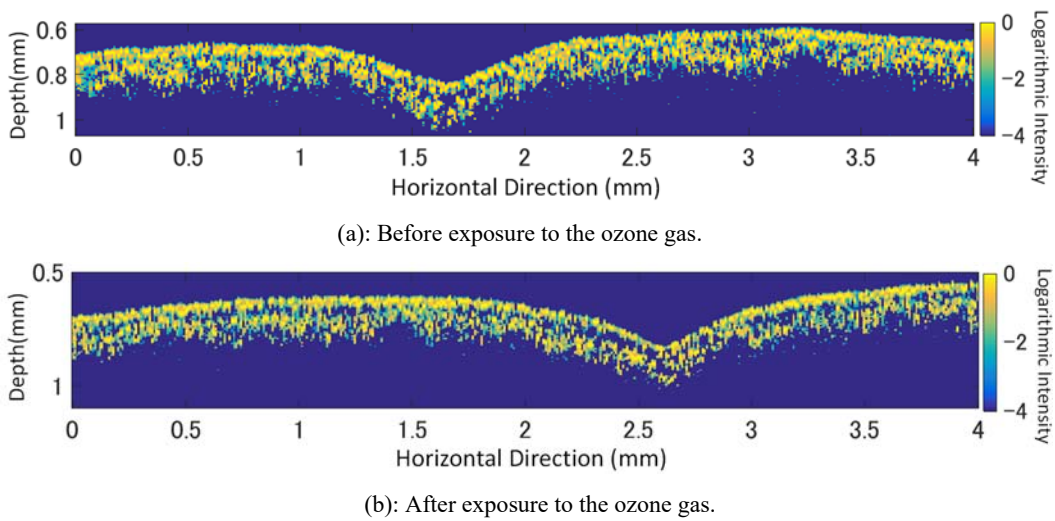 0.6
0.8
1
Depth(mm)
0 0.5 1 1.5 2 2.5 3 3.5 4
Horizontal Direction (mm)
0
−2
−4
Logarithmic Intensity
(a): Before exposure to the ozone gas.
0.5
1
Depth(mm)
0 0.5 1 1.5 2 2.5 3 3.5 4
Horizontal Direction (mm)
0
−2
−4
Logarithmic Intensity
(b): After exposure to the ozone gas.